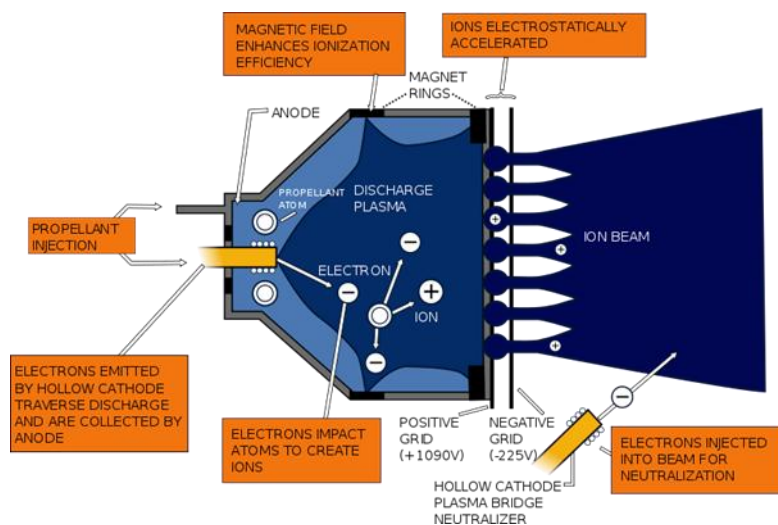 MAGNETIC FIELD
ENHANCES IONIZATION
EFFICIENCY
IONS ELECTROSTATICALLY
ACCELERATED
MAGNET
RINGS
ANODE
PROPELLANT
ATOM
DISCHARGE
PLASMA
PROPELLANT
INJECTION
ION BEAM
ELECTRON
ION
ELECTRONS EMITTED
BY HOLLOW CATHODE
TRAVERSE DISCHARGE
AND ARE COLLECTED BY
ANODE
ELECTRONS IMPACT
ATOMS TO CREATE
IONS
POSITIVE
GRID
(+1090V)
NEGATIVE
GRID
(-225V)
HOLLOW CATHODE
PLASMA BRIDGE
NEUTRALIZER
ELECTRONS INJECTED
INTO BEAM FOR
NEUTRALIZATION